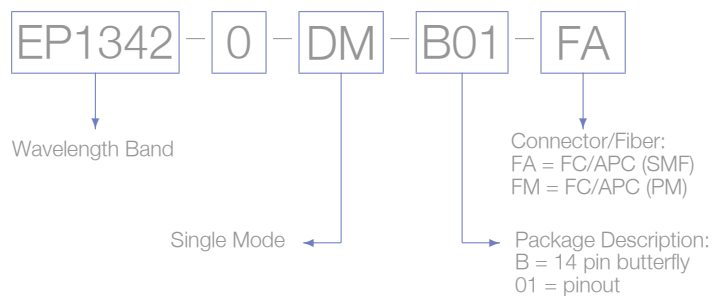 EP1342 - 0 - DM - B01 - FA
Wavelength Band
Connector/Fiber:
FA = FC/APC (SMF)
FM = FC/APC (PM)
Single Mode
Package Description:
B = 14 pin butterfly
01 = pinout